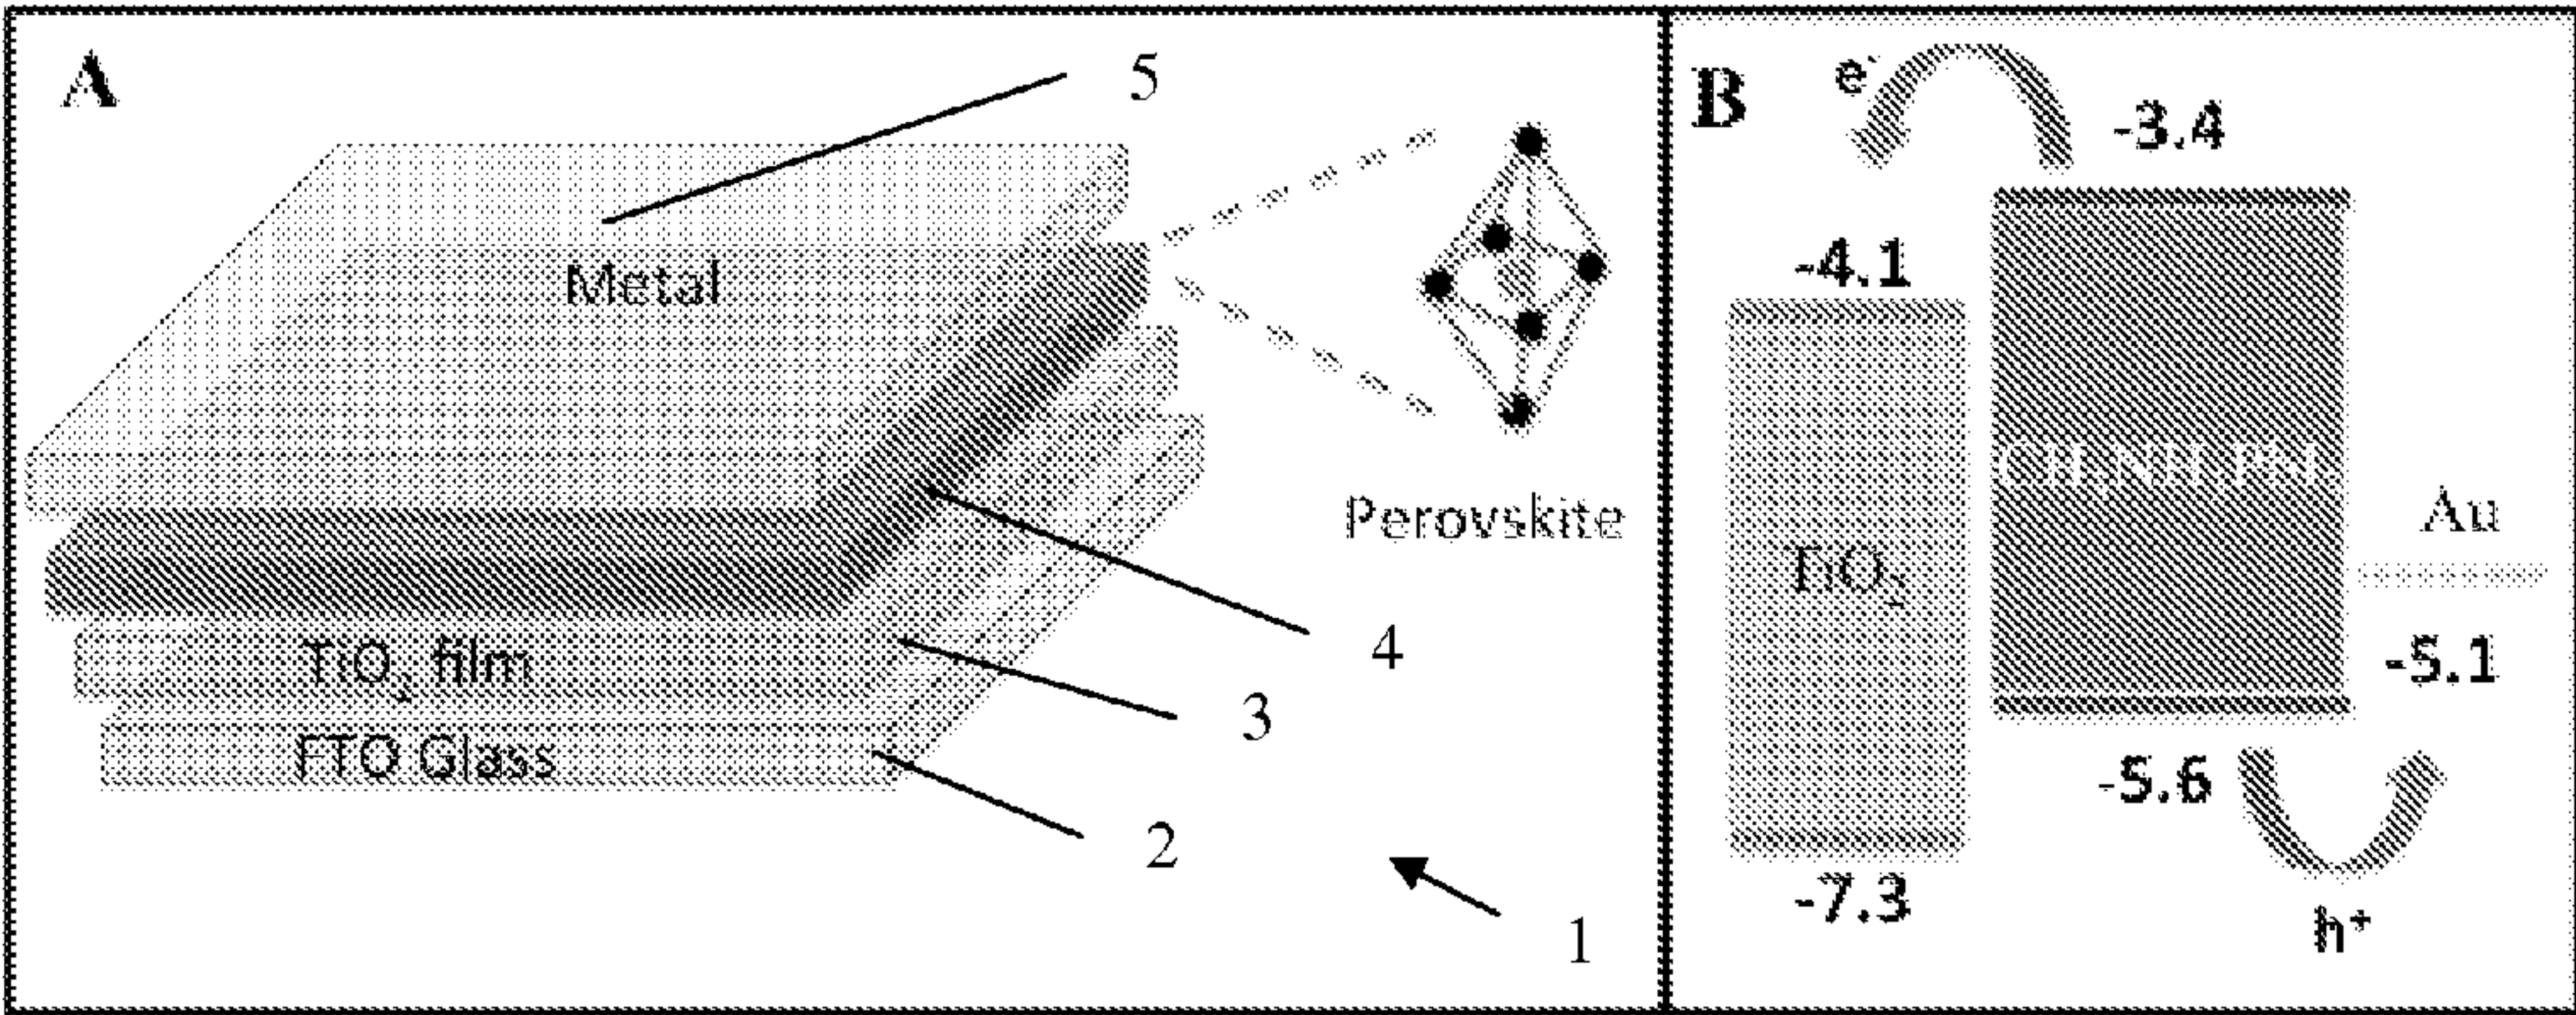 A
5
Metal
Perovskite
4
TiO₂ film
3
FTO Glass
2
1
B
e⁻
-3.4
-4.1
TiO₂
Au
-5.1
-5.6
-7.3
h⁺